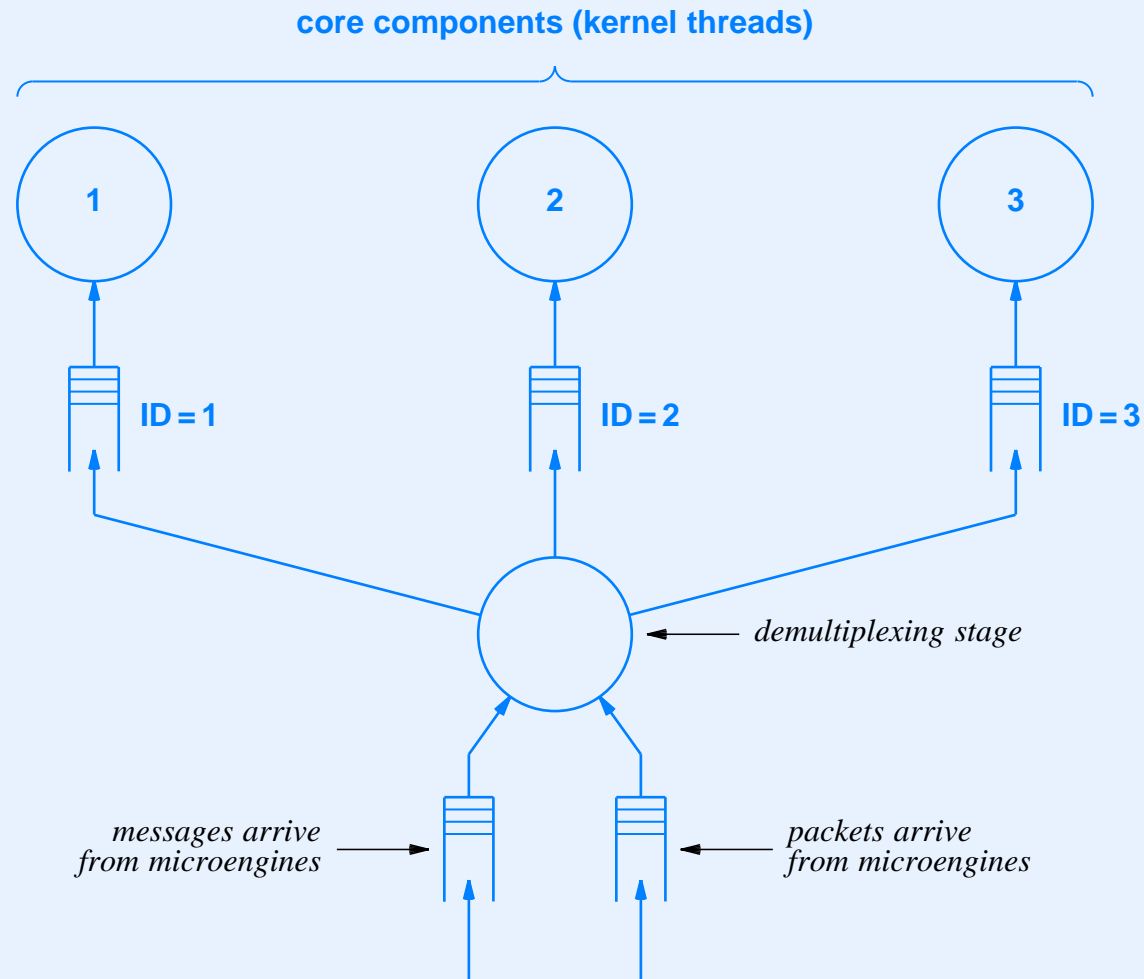 core components (kernel threads)
1
2
3
ID = 1
ID = 2
ID = 3
demultiplexing stage
messages arrive
from microengines
packets arrive
from microengines